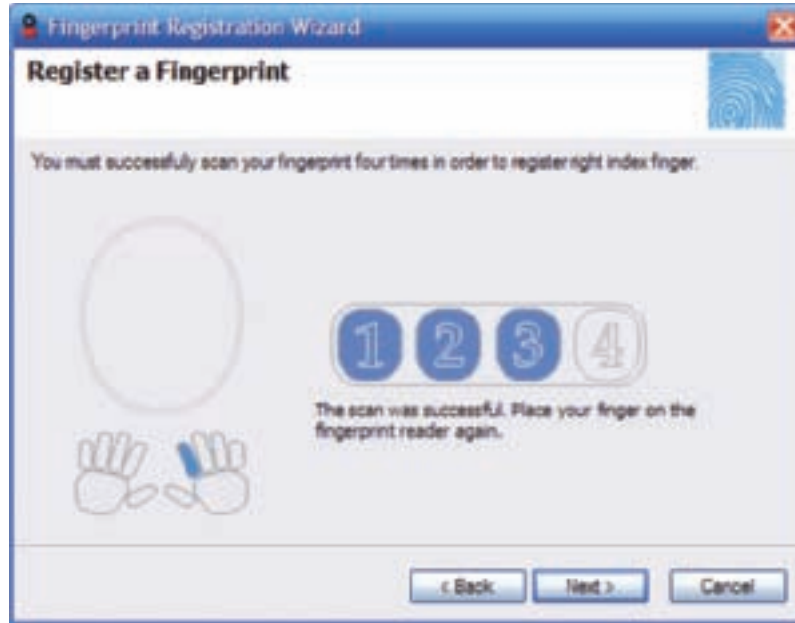 Fingerprint Registration Wizard
Register a Fingerprint
You must successfully scan your fingerprint four times in order to register right index finger.
1 2 3 4
The scan was successful. Place your finger on the
fingerprint reader again.
< Back Next > Cancel